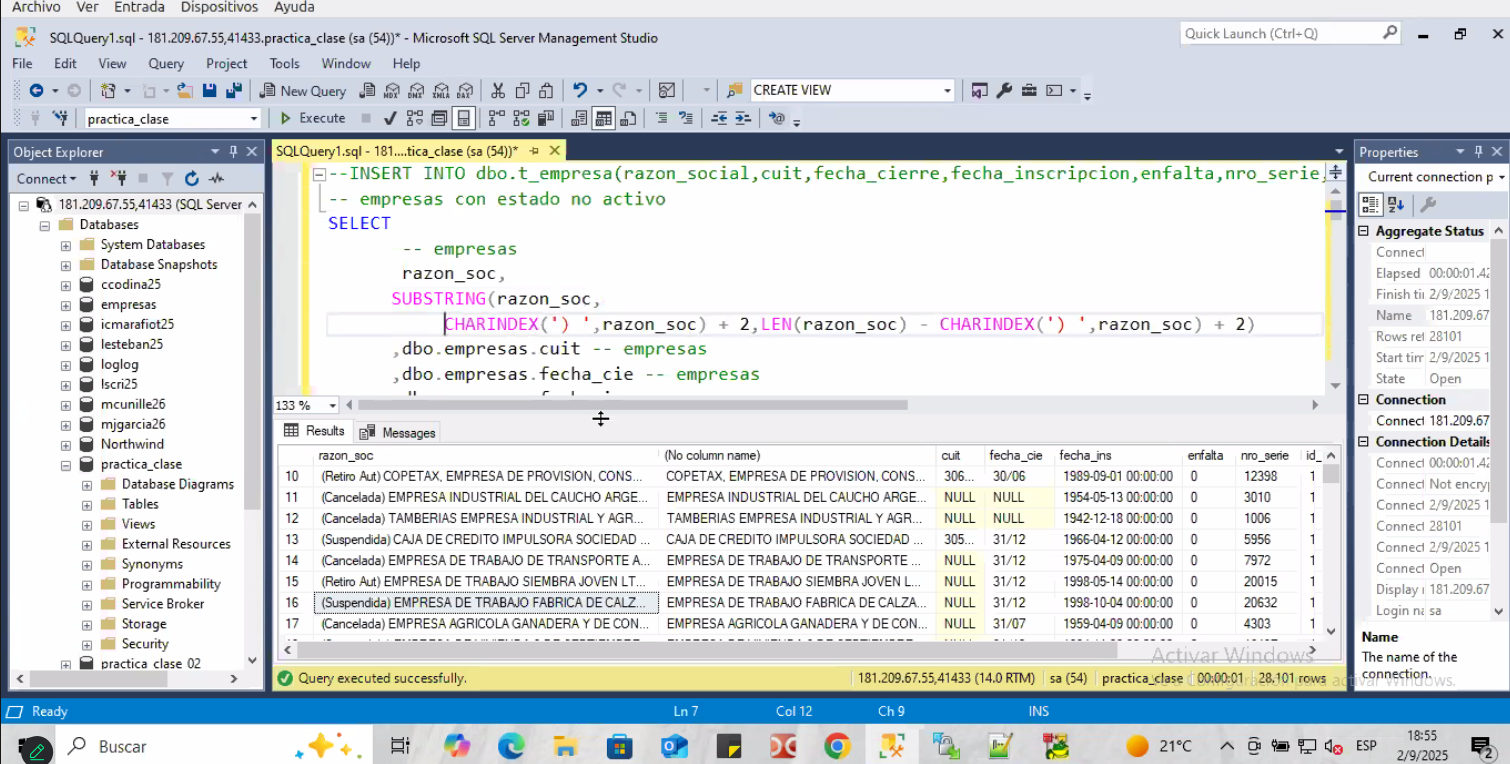 Archivo Ver Entrada Dispositivos Ayuda
SQLQuery1.sql - 181.209.67.55,41433.practica_clase (sa (54))* - Microsoft SQL Server Management Studio
Quick Launch (Ctrl+Q)
File Edit View Query Project Tools Window Help
New Query MDX DMX XMLA DAX CREATE VIEW
practica_clase Execute
Object Explorer
Connect
181.209.67.55,41433 (SQL Server
Databases
System Databases
Database Snapshots
ccodina25
empresas
icmarafiot25
lesteban25
loglog
lscri25
mcunille26
mjgarcia26
Northwind
practica_clase
Database Diagrams
Tables
Views
External Resources
Synonyms
Programmability
Service Broker
Storage
Security
practica clase 02
SQLQuery1.sql - 181....tica_clase (sa (54))*
--INSERT INTO dbo.t_empresa(razon_social,cuit,fecha_cierre,fecha_inscripcion,enfalta,nro_serie,
-- empresas con estado no activo
SELECT
-- empresas
razon_soc,
SUBSTRING(razon_soc,
CHARINDEX(') ',razon_soc) + 2,LEN(razon_soc) - CHARINDEX(') ',razon_soc) + 2)
,dbo.empresas.cuit -- empresas
,dbo.empresas.fecha_cie -- empresas
133 %
Results Messages
razon_soc (No column name) cuit fecha_cie fecha_ins enfalta nro_serie id_
10 (Retiro Aut) COPETAX, EMPRESA DE PROVISION, CONS... COPETAX, EMPRESA DE PROVISION, CONS... 306... 30/06 1989-09-01 00:00:00 0 12398 1
11 (Cancelada) EMPRESA INDUSTRIAL DEL CAUCHO ARGE... EMPRESA INDUSTRIAL DEL CAUCHO ARGE... NULL NULL 1954-05-13 00:00:00 0 3010 1
12 (Cancelada) TAMBERIAS EMPRESA INDUSTRIAL Y AGR... TAMBERIAS EMPRESA INDUSTRIAL Y AGR... NULL NULL 1942-12-18 00:00:00 0 1006 1
13 (Suspendida) CAJA DE CREDITO IMPULSORA SOCIEDAD ... CAJA DE CREDITO IMPULSORA SOCIEDAD ... 305... 31/12 1966-04-12 00:00:00 0 5956 1
14 (Cancelada) EMPRESA DE TRABAJO DE TRANSPORTE A... EMPRESA DE TRABAJO DE TRANSPORTE ... NULL 31/12 1975-04-09 00:00:00 0 7972 1
15 (Retiro Aut) EMPRESA DE TRABAJO SIEMBRA JOVEN LT... EMPRESA DE TRABAJO SIEMBRA JOVEN L... NULL 31/12 1998-05-14 00:00:00 0 20015 1
16 (Suspendida) EMPRESA DE TRABAJO FABRICA DE CALZ... EMPRESA DE TRABAJO FABRICA DE CALZA... NULL 31/12 1998-10-04 00:00:00 0 20632 1
17 (Cancelada) EMPRESA AGRICOLA GANADERA Y DE CON... EMPRESA AGRICOLA GANADERA Y DE CON... NULL 31/07 1959-04-09 00:00:00 0 4303 1
Query executed successfully. 181.209.67.55,41433 (14.0 RTM) sa (54) practica_clase 00:00:01 28.101 rows
Properties
Current connection p
Aggregate Status
Connect
Elapsed 00:00:01.42
Finish ti 2/9/2025 1
Name 181.209.67
Rows ret 28101
Start tim 2/9/2025 1
State Open
Connection
Connect 181.209.67
Connection Details
Connect 00:00:01.42
Connect Not encry
Connect 28101
Connect 2/9/2025 1
Connect Open
Display 181.209.67
Login na sa
Name
The name of the
connection.
Activar Windows
Ready Ln 7 Col 12 Ch 9 INS
Buscar
21°C ESP 18:55
2/9/2025
2